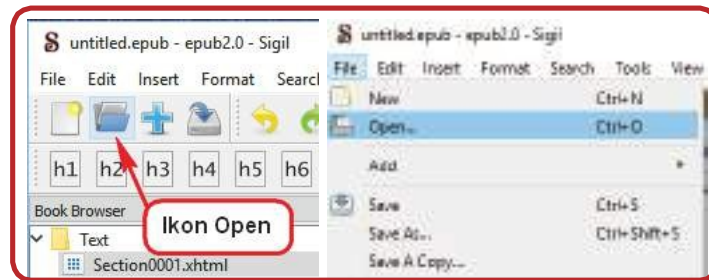 untitled.epub - epub2.0 - Sigil
File Edit Insert Format Searc
h1 h2 h3 h4 h5 h6
Book Browser
Text
Section0001.xhtml
Ikon Open
untitled.epub - epub2.0 - Sigil
File Edit Insert Format Search Tools View
New Ctrl+N
Open... Ctrl+O
Add
Save Ctrl+S
Save As... Ctrl+Shift+S
Save A Copy...